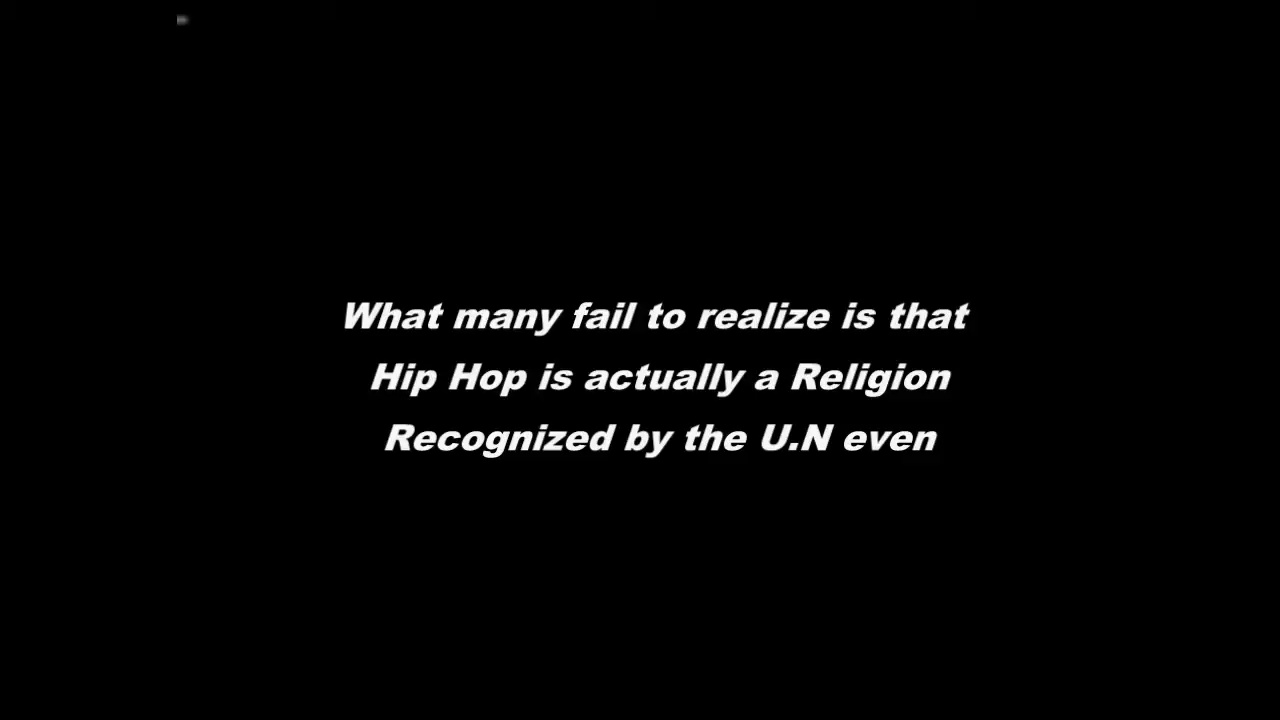 What many fail to realize is that
Hip Hop is actually a Religion
Recognized by the U.N even